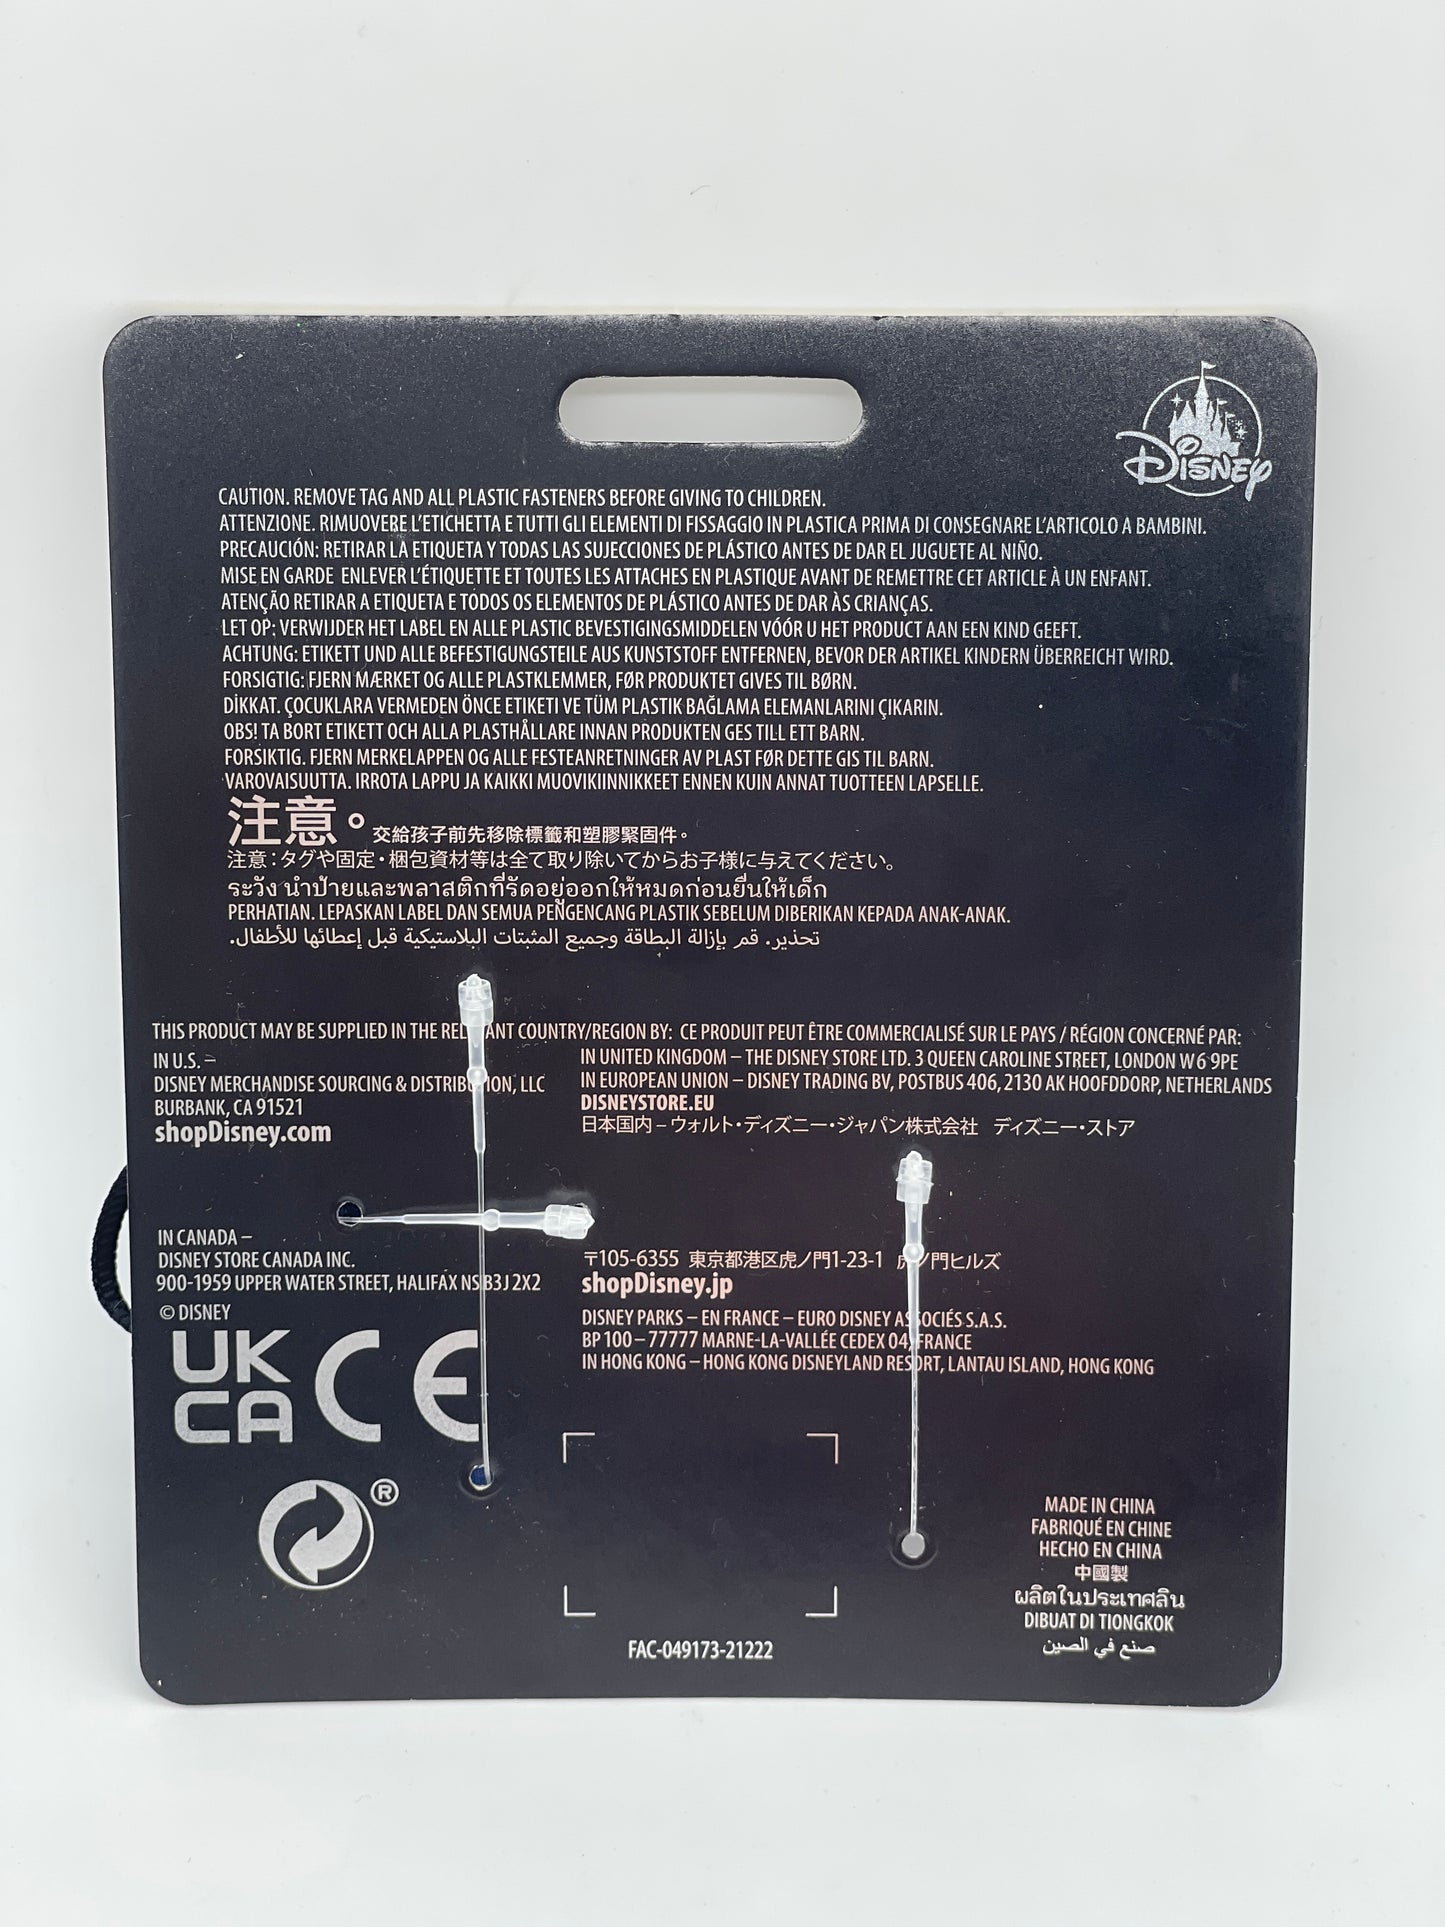 Disney
CAUTION. REMOVE TAG AND ALL PLASTIC FASTENERS BEFORE GIVING TO CHILDREN.
ATTENZIONE. RIMUOVERE L'ETICHETTA E TUTTI GLI ELEMENTI DI FISSAGGIO IN PLASTICA PRIMA DI CONSEGNARE L'ARTICOLO A BAMBINI.
PRECAUCIÓN: RETIRAR LA ETIQUETA Y TODAS LAS SUJECCIONES DE PLÁSTICO ANTES DE DAR EL JUGUETE AL NIÑO.
MISE EN GARDE ENLEVER L'ÉTIQUETTE ET TOUTES LES ATTACHES EN PLASTIQUE AVANT DE REMETTRE CET ARTICLE À UN ENFANT.
ATENÇÃO RETIRAR A ETIQUETA E TODOS OS ELEMENTOS DE PLÁSTICO ANTES DE DAR ÀS CRIANÇAS.
LET OP: VERWIJDER HET LABEL EN ALLE PLASTIC BEVESTIGINGSMIDDELEN VÓÓR U HET PRODUCT AAN EEN KIND GEEFT.
ACHTUNG: ETIKETT UND ALLE BEFESTIGUNGSTEILE AUS KUNSTSTOFF ENTFERNEN, BEVOR DER ARTIKEL KINDERN ÜBERREICHT WIRD.
FORSIGTIG: FJERN MÆRKET OG ALLE PLASTKLEMMER, FØR PRODUKTET GIVES TIL BØRN.
DİKKAT. ÇOCUKLARA VERMEDEN ÖNCE ETIKETI VE TÜM PLASTIK BAĞLAMA ELEMANLARINI ÇIKARIN.
OBS! TA BORT ETIKETT OCH ALLA PLASTHÅLLARE INNAN PRODUKTEN GES TILL ETT BARN.
FORSIKTIG. FJERN MERKELAPPEN OG ALLE FESTEANRETNINGER AV PLAST FØR DETTE GIS TIL BARN.
VAROVAISUUTTA. IRROTA LAPPU JA KAIKKI MUOVIKIINNIKKEET ENNEN KUIN ANNAT TUOTTEEN LAPSELLE.
注意。交給孩子前先移除標籤和塑膠緊固件。
注意：タグや固定・梱包資材等は全て取り除いてからお子様に与えてください。
ระวัง นำป้ายและพลาสติกที่รัดอยู่ออกให้หมดก่อนยื่นให้เด็ก
PERHATIAN. LEPASKAN LABEL DAN SEMUA PENGENCANG PLASTIK SEBELUM DIBERIKAN KEPADA ANAK-ANAK.
تحذير. قم بإزالة البطاقة وجميع المثبتات البلاستيكية قبل إعطائها للأطفال.
THIS PRODUCT MAY BE SUPPLIED IN THE COUNTRY/REGION BY: CE PRODUIT PEUT ÊTRE COMMERCIALISÉ SUR LE PAYS / RÉGION CONCERNÉ PAR:
IN U.S. –
DISNEY MERCHANDISE SOURCING & DISTRIBUTION, LLC
BURBANK, CA 91521
shopDisney.com
IN UNITED KINGDOM – THE DISNEY STORE LTD. 3 QUEEN CAROLINE STREET, LONDON W6 9PE
IN EUROPEAN UNION – DISNEY TRADING BV, POSTBUS 406, 2130 AK HOOFDDORP, NETHERLANDS
DISNEYSTORE.EU
日本国内 – ウォルト・ディズニー・ジャパン株式会社 ディズニー・ストア
IN CANADA –
DISNEY STORE CANADA INC.
900-1959 UPPER WATER STREET, HALIFAX NS B3J 2X2
© DISNEY
UK
CA CE
®
〒105-6355 東京都港区虎ノ門1-23-1 虎ノ門ヒルズ
shopDisney.jp
DISNEY PARKS – EN FRANCE – EURO DISNEY ASSOCIÉS S.A.S.
BP 100 – 77777 MARNE-LA-VALLÉE CEDEX 04, FRANCE
IN HONG KONG – HONG KONG DISNEYLAND RESORT, LANTAU ISLAND, HONG KONG
FAC-049173-21222
MADE IN CHINA
FABRIQUÉ EN CHINE
HECHO EN CHINA
中國製
ผลิตในประเทศลิน
DIBUAT DI TIONGKOK
صنع في الصين